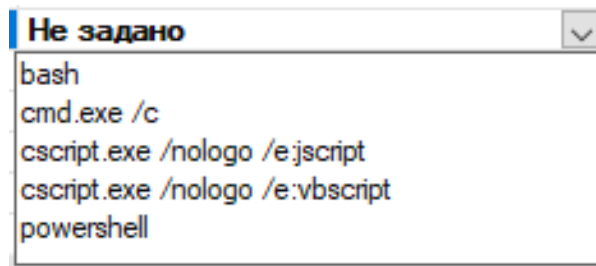 Не задано
bash
cmd.exe /c
cscript.exe /nologo /e:jscript
cscript.exe /nologo /e:vbscript
powershell